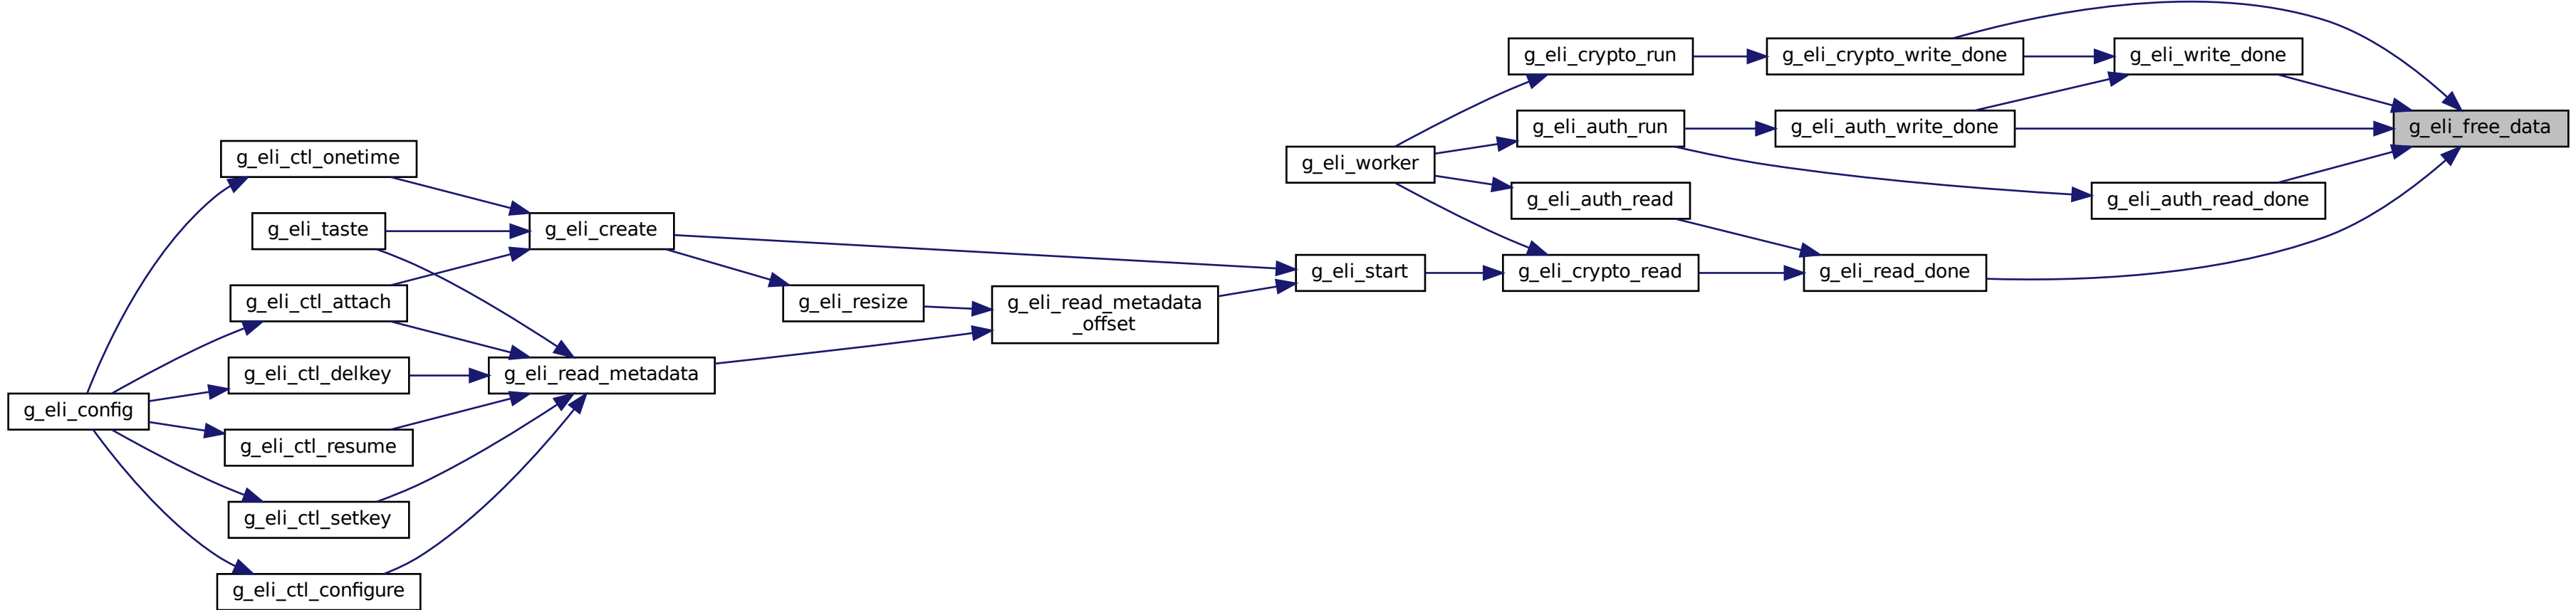 g_eli_crypto_run
g_eli_crypto_write_done
g_eli_write_done
g_eli_auth_run
g_eli_auth_write_done
g_eli_free_data
g_eli_ctl_onetime
g_eli_worker
g_eli_auth_read
g_eli_auth_read_done
g_eli_taste
g_eli_create
g_eli_start
g_eli_crypto_read
g_eli_read_done
g_eli_ctl_attach
g_eli_resize
g_eli_read_metadata
_offset
g_eli_ctl_delkey
g_eli_read_metadata
g_eli_config
g_eli_ctl_resume
g_eli_ctl_setkey
g_eli_ctl_configure